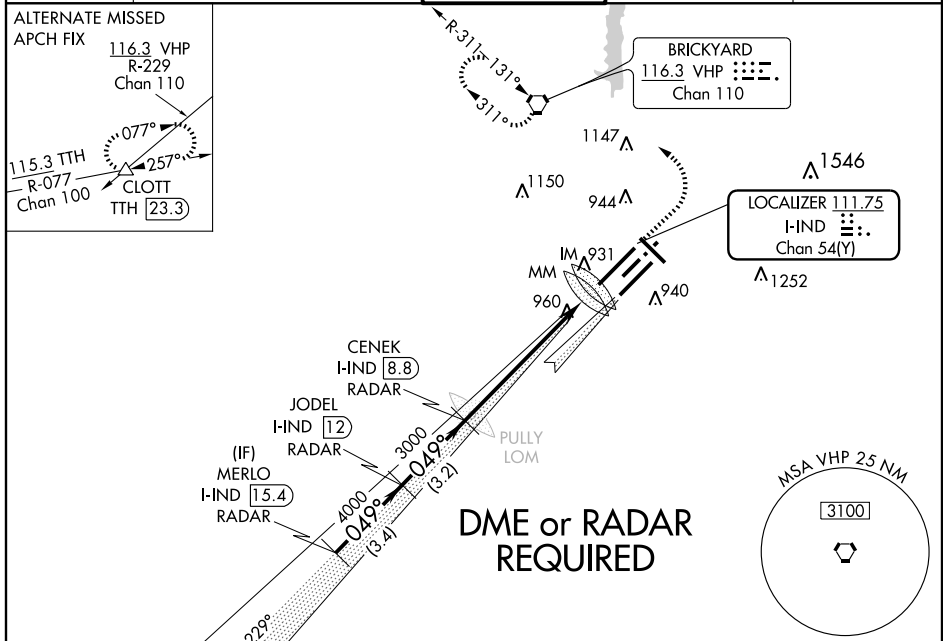 ALTERNATE MISSED
APCH FIX
116.3 VHP
R-229
Chan 110
077°
257°
115.3 TTH
R-077
Chan 100
CLOTT
TTH 23.3
R-311
131°
311°
BRICKYARD
116.3 VHP
Chan 110
1147
1546
1150
944
LOCALIZER 111.75
I-IND
Chan 54(Y)
IM
931
MM
1252
940
960
CENEK
I-IND 8.8
RADAR
JODEL
I-IND 12
RADAR
3000
049°
(3.2)
PULLY
LOM
(IF)
MERLO
I-IND 15.4
RADAR
4000
049°
(3.4)
DME or RADAR
REQUIRED
MSA VHP 25 NM
3100
229°